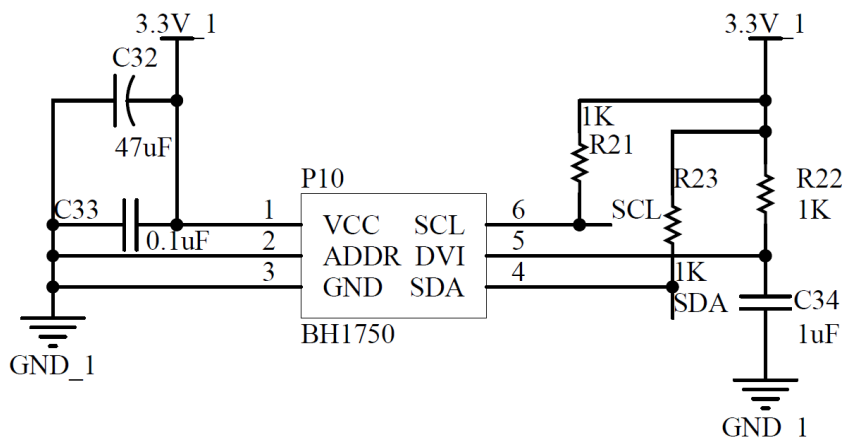 3.3V_1
3.3V_1
C32
47uF
1K
R21
P10
R23
R22
1K
C33
0.1uF
1
2
3
VCC
ADDR
GND
SCL
DVI
SDA
6
5
4
SCL
1K
SDA
C34
1uF
BH1750
GND_1
GND_1